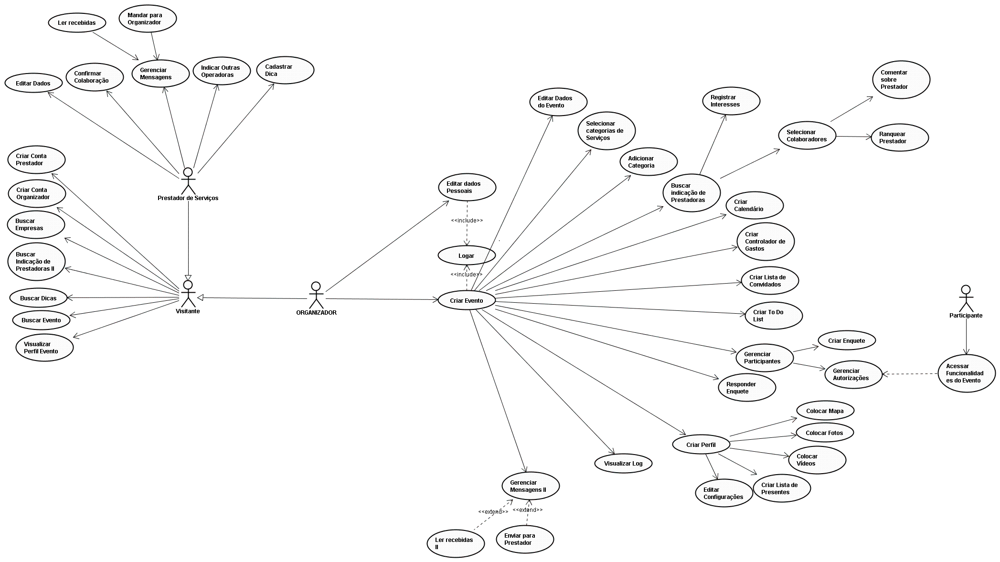 Ler recebidas
Mandar para
Organizador
Editar Dados
Confirmar
Colaboração
Gerenciar
Mensagens
Indicar Outras
Operadoras
Cadastrar
Dica
Criar Conta
Prestador
Criar Conta
Organizador
Buscar
Empresas
Buscar
Indicação de
Prestadoras II
Buscar Dicas
Buscar Evento
Visualizar
Perfil Evento
Prestador de Serviços
Visitante
ORGANIZADOR
Editar dados
Pessoais
<<include>>
Logar
<<include>>
Criar Evento
Editar Dados
do Evento
Selecionar
categorias de
Serviços
Adicionar
Categoria
Registrar
Interesses
Buscar
indicação de
Prestadoras
Selecionar
Colaboradores
Comentar
sobre
Prestador
Ranquear
Prestador
Criar
Calendário
Criar
Controlador de
Gastos
Criar Lista de
Convidados
Criar To Do
List
Gerenciar
Participantes
Criar Enquete
Gerenciar
Autorizações
Participante
Acessar
Funcionalidad
es do Evento
Responder
Enquete
Criar Perfil
Colocar Mapa
Colocar Fotos
Colocar
Vídeos
Criar Lista de
Presentes
Editar
Configurações
Visualizar Log
Gerenciar
Mensagens II
<<extend>>
<<extend>>
Ler recebidas
II
Enviar para
Prestador